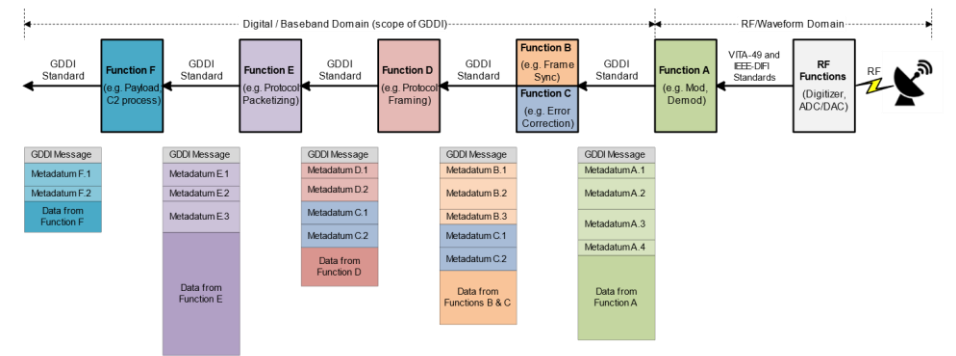 Digital / Baseband Domain (scope of GDDI)
RF/Waveform Domain
GDDI
Standard
Function F
(e.g. Payload,
C2 process)
GDDI
Standard
Function E
(e.g. Protocol
Packetizing)
GDDI
Standard
Function D
(e.g. Protocol
Framing)
GDDI
Standard
Function B
(e.g. Frame
Sync)
Function C
(e.g. Error
Correction)
GDDI
Standard
Function A
(e.g. Mod,
Demod)
VITA-49 and
IEEE-DIFI
Standards
RF
Functions
(Digitizer,
ADC/DAC)
RF
GDDI Message
Metadatum F.1
Metadatum F.2
Data from
Function F
GDDI Message
Metadatum E.1
Metadatum E.2
Metadatum E.3
Data from
Function E
GDDI Message
Metadatum D.1
Metadatum D.2
Metadatum C.1
Metadatum C.2
Data from
Function D
GDDI Message
Metadatum B.1
Metadatum B.2
Metadatum B.3
Metadatum C.1
Metadatum C.2
Data from
Functions B & C
GDDI Message
Metadatum A.1
Metadatum A.2
Metadatum A.3
Metadatum A.4
Data from
Function A